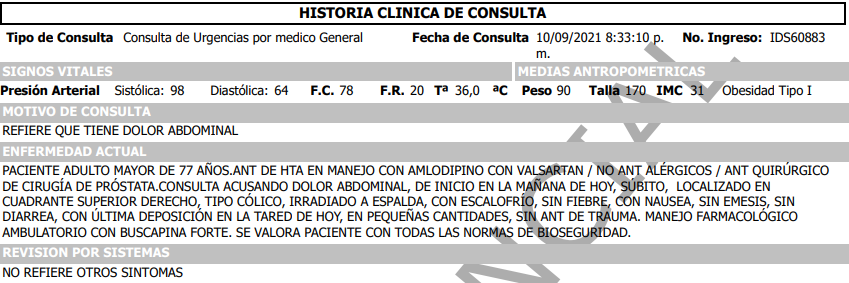 HISTORIA CLINICA DE CONSULTA
Tipo de Consulta Consulta de Urgencias por medico General Fecha de Consulta 10/09/2021 8:33:10 p. m. No. Ingreso: IDS60883
SIGNOS VITALES MEDIAS ANTROPOMETRICAS
Presión Arterial Sistólica: 98 Diastólica: 64 F.C. 78 F.R. 20 Tª 36,0 ªC Peso 90 Talla 170 IMC 31 Obesidad Tipo I
MOTIVO DE CONSULTA
REFIERE QUE TIENE DOLOR ABDOMINAL
ENFERMEDAD ACTUAL
PACIENTE ADULTO MAYOR DE 77 AÑOS.ANT DE HTA EN MANEJO CON AMLODIPINO CON VALSARTAN / NO ANT ALÉRGICOS / ANT QUIRÚRGICO
DE CIRUGÍA DE PRÓSTATA.CONSULTA ACUSANDO DOLOR ABDOMINAL, DE INICIO EN LA MAÑANA DE HOY, SÚBITO, LOCALIZADO EN
CUADRANTE SUPERIOR DERECHO, TIPO CÓLICO, IRRADIADO A ESPALDA, CON ESCALOFRÍO, SIN FIEBRE, CON NAUSEA, SIN EMESIS, SIN
DIARREA, CON ÚLTIMA DEPOSICIÓN EN LA TARED DE HOY, EN PEQUEÑAS CANTIDADES, SIN ANT DE TRAUMA. MANEJO FARMACOLÓGICO
AMBULATORIO CON BUSCAPINA FORTE. SE VALORA PACIENTE CON TODAS LAS NORMAS DE BIOSEGURIDAD.
REVISION POR SISTEMAS
NO REFIERE OTROS SINTOMAS